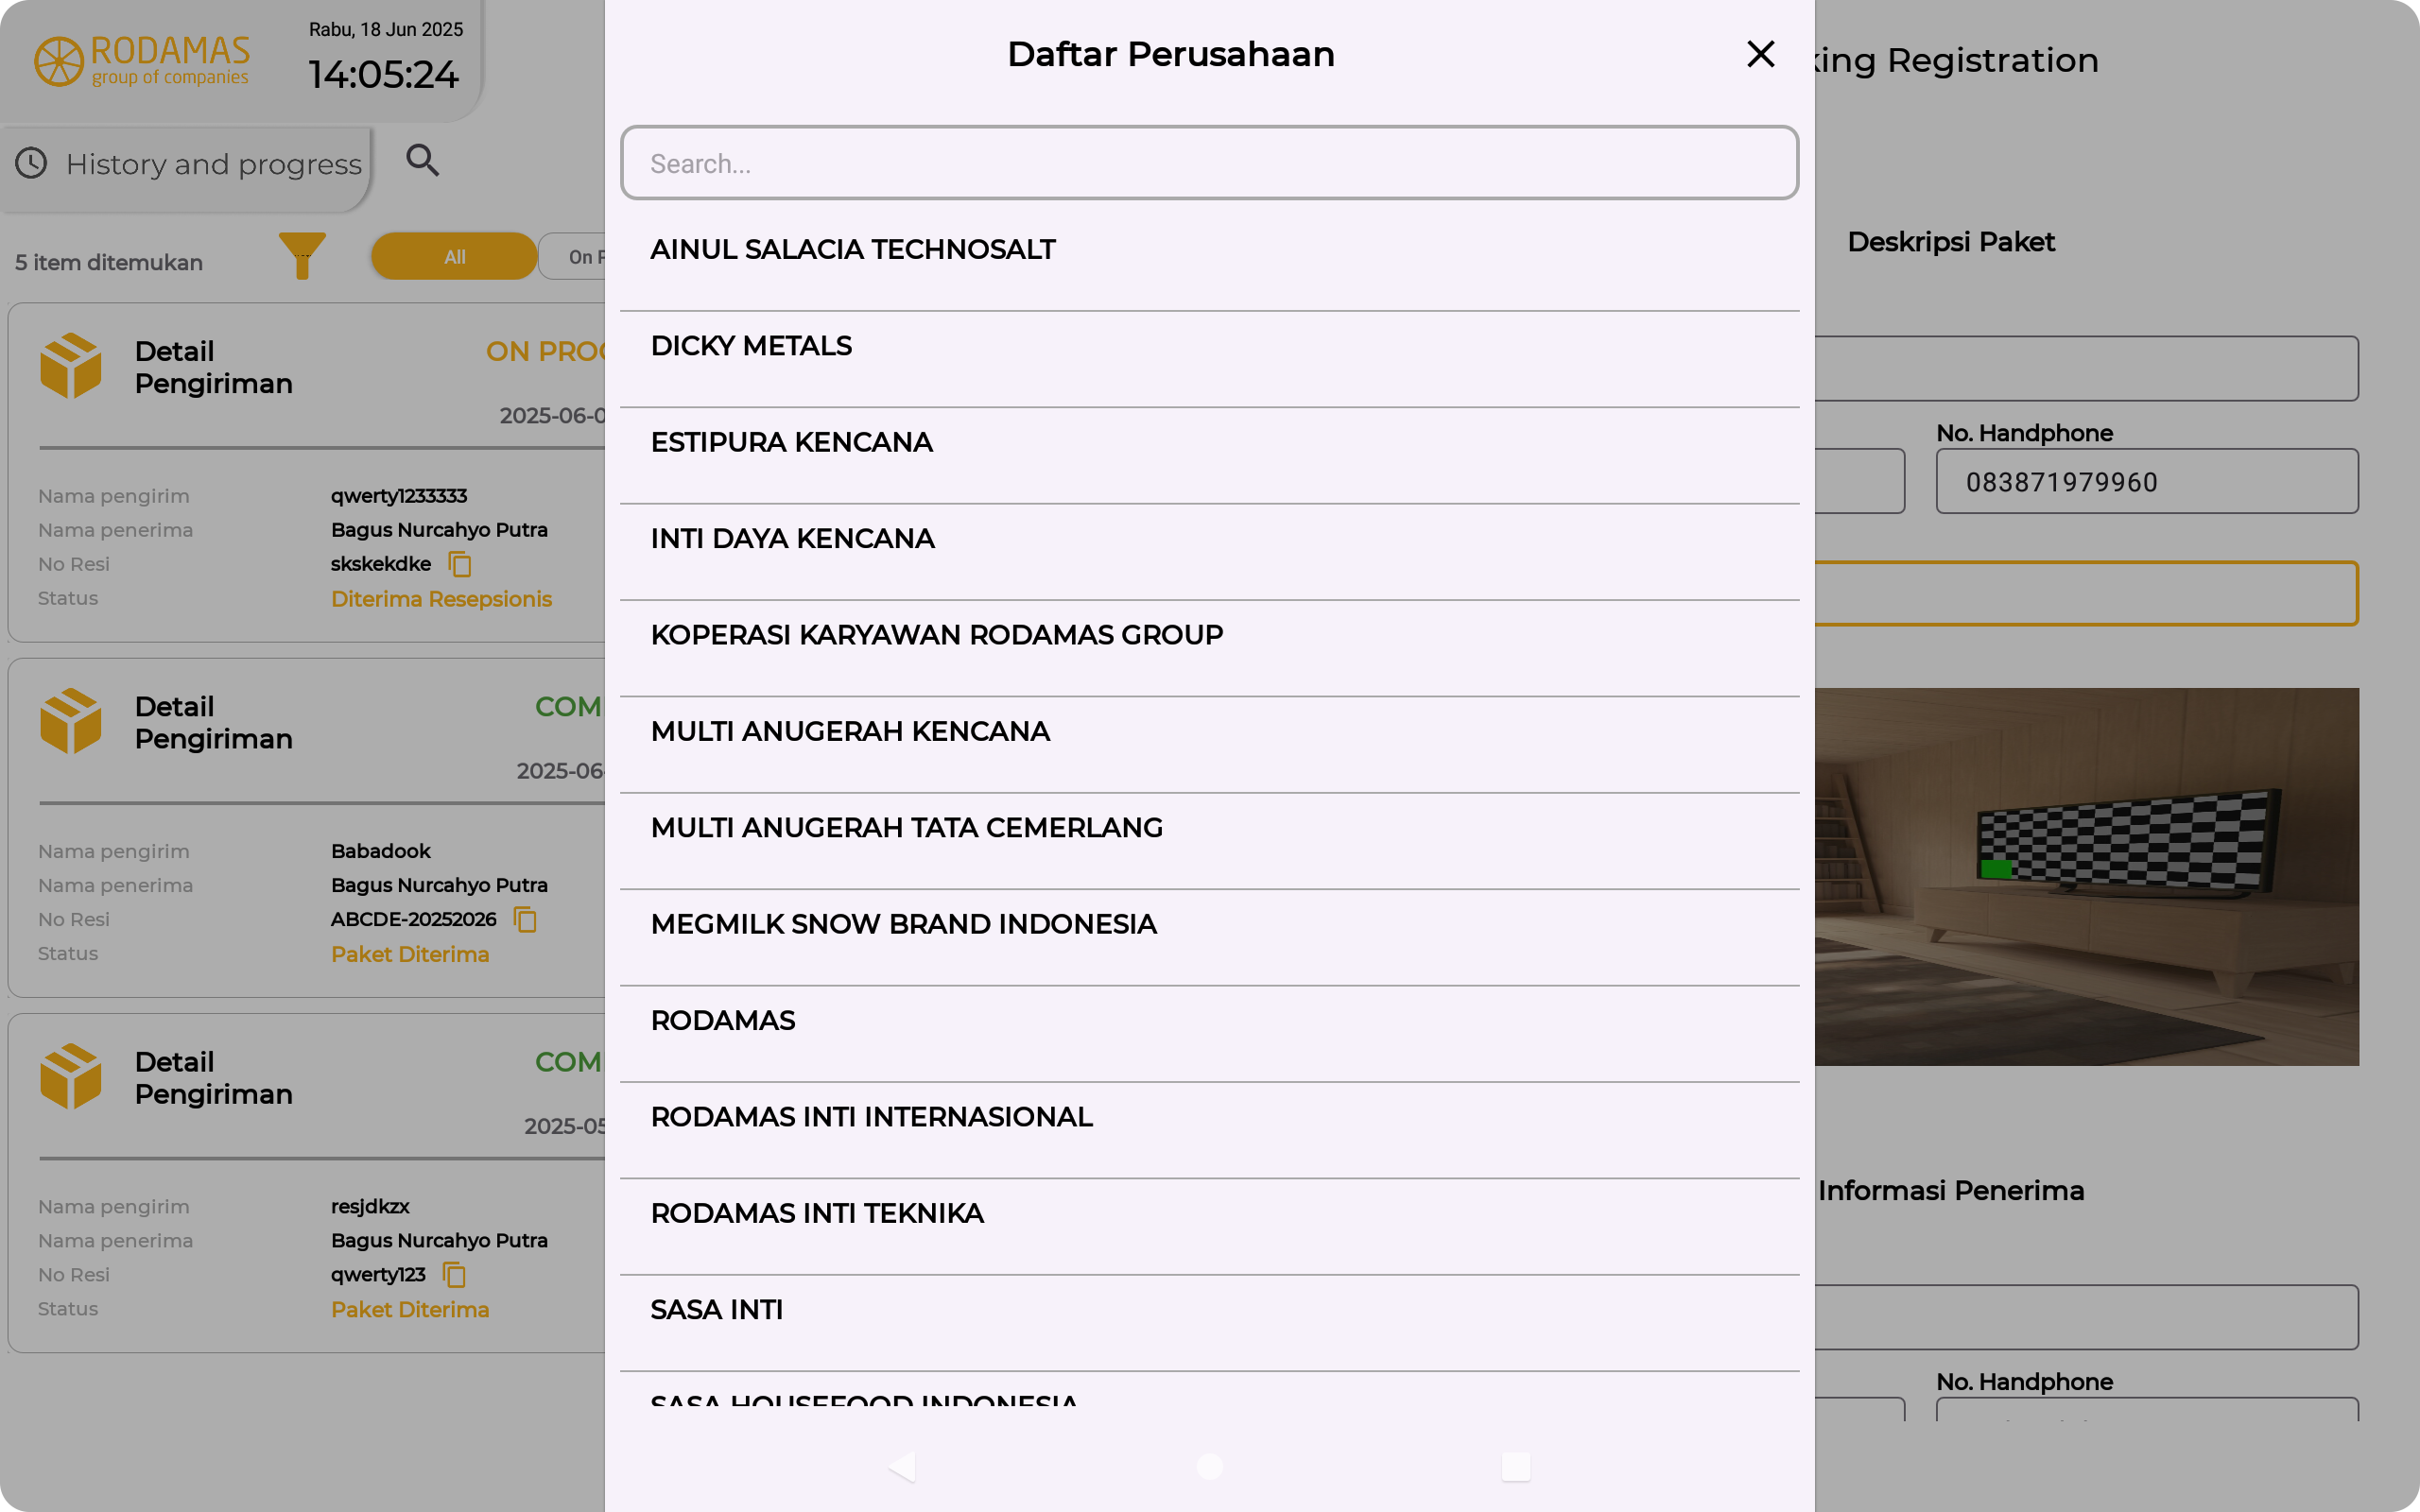 RODAMAS
group of companies
Rabu, 18 Jun 2025
14:05:24
History and progress
5 item ditemukan
All
On
Detail
Pengiriman
ON
2025-06-0
Nama pengirim
qwerty1233333
Nama penerima
Bagus Nurcahyo Putra
No Resi
skskekdke
Status
Diterima Resepsionis
Detail
Pengiriman
COM
2025-06-
Nama pengirim
Babadook
Nama penerima
Bagus Nurcahyo Putra
No Resi
ABCDE-20252026
Status
Paket Diterima
Detail
Pengiriman
COM
2025-05
Nama pengirim
resjdkzx
Nama penerima
Bagus Nurcahyo Putra
No Resi
qwerty123
Status
Paket Diterima
Daftar Perusahaan
Search...
AINUL SALACIA TECHNOSALT
DICKY METALS
ESTIPURA KENCANA
INTI DAYA KENCANA
KOPERASI KARYAWAN RODAMAS GROUP
MULTI ANUGERAH KENCANA
MULTI ANUGERAH TATA CEMERLANG
MEGMILK SNOW BRAND INDONESIA
RODAMAS
RODAMAS INTI INTERNASIONAL
RODAMAS INTI TEKNIKA
SASA INTI
SASA HOUSEFOOD INDONESIA
king Registration
Deskripsi Paket
No. Handphone
083871979960
Informasi Penerima
No. Handphone